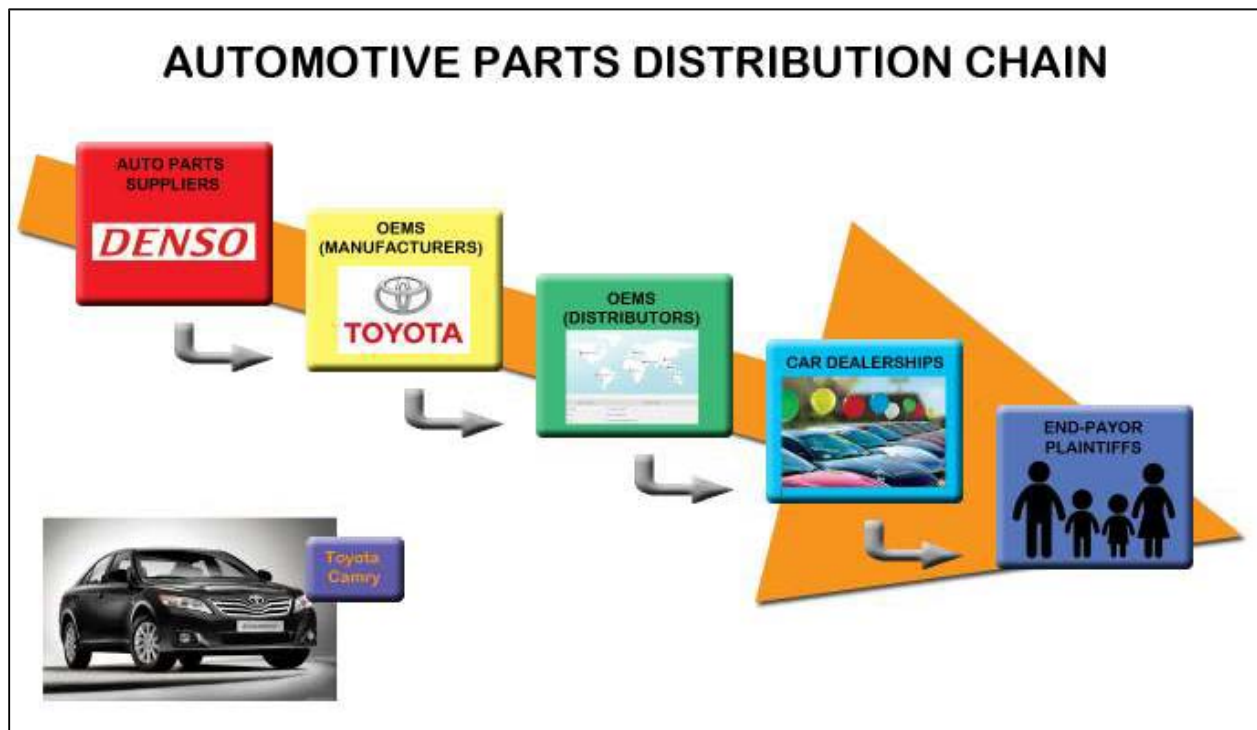 AUTOMOTIVE PARTS DISTRIBUTION CHAIN
AUTO PARTS
SUPPLIERS
DENSO
OEMS
(MANUFACTURERS)
TOYOTA
OEMS
(DISTRIBUTORS)
CAR DEALERSHIPS
END-PAYOR
PLAINTIFFS
Toyota
Camry